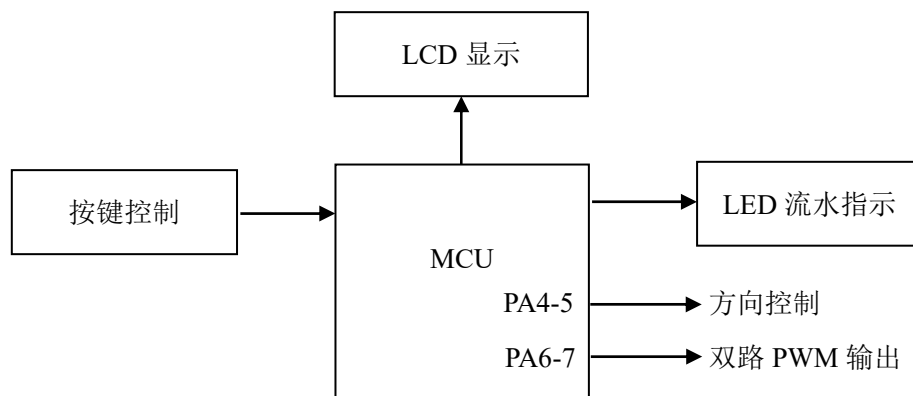 LCD 显示
按键控制
LED 流水指示
MCU
PA4-5
方向控制
PA6-7
双路 PWM 输出